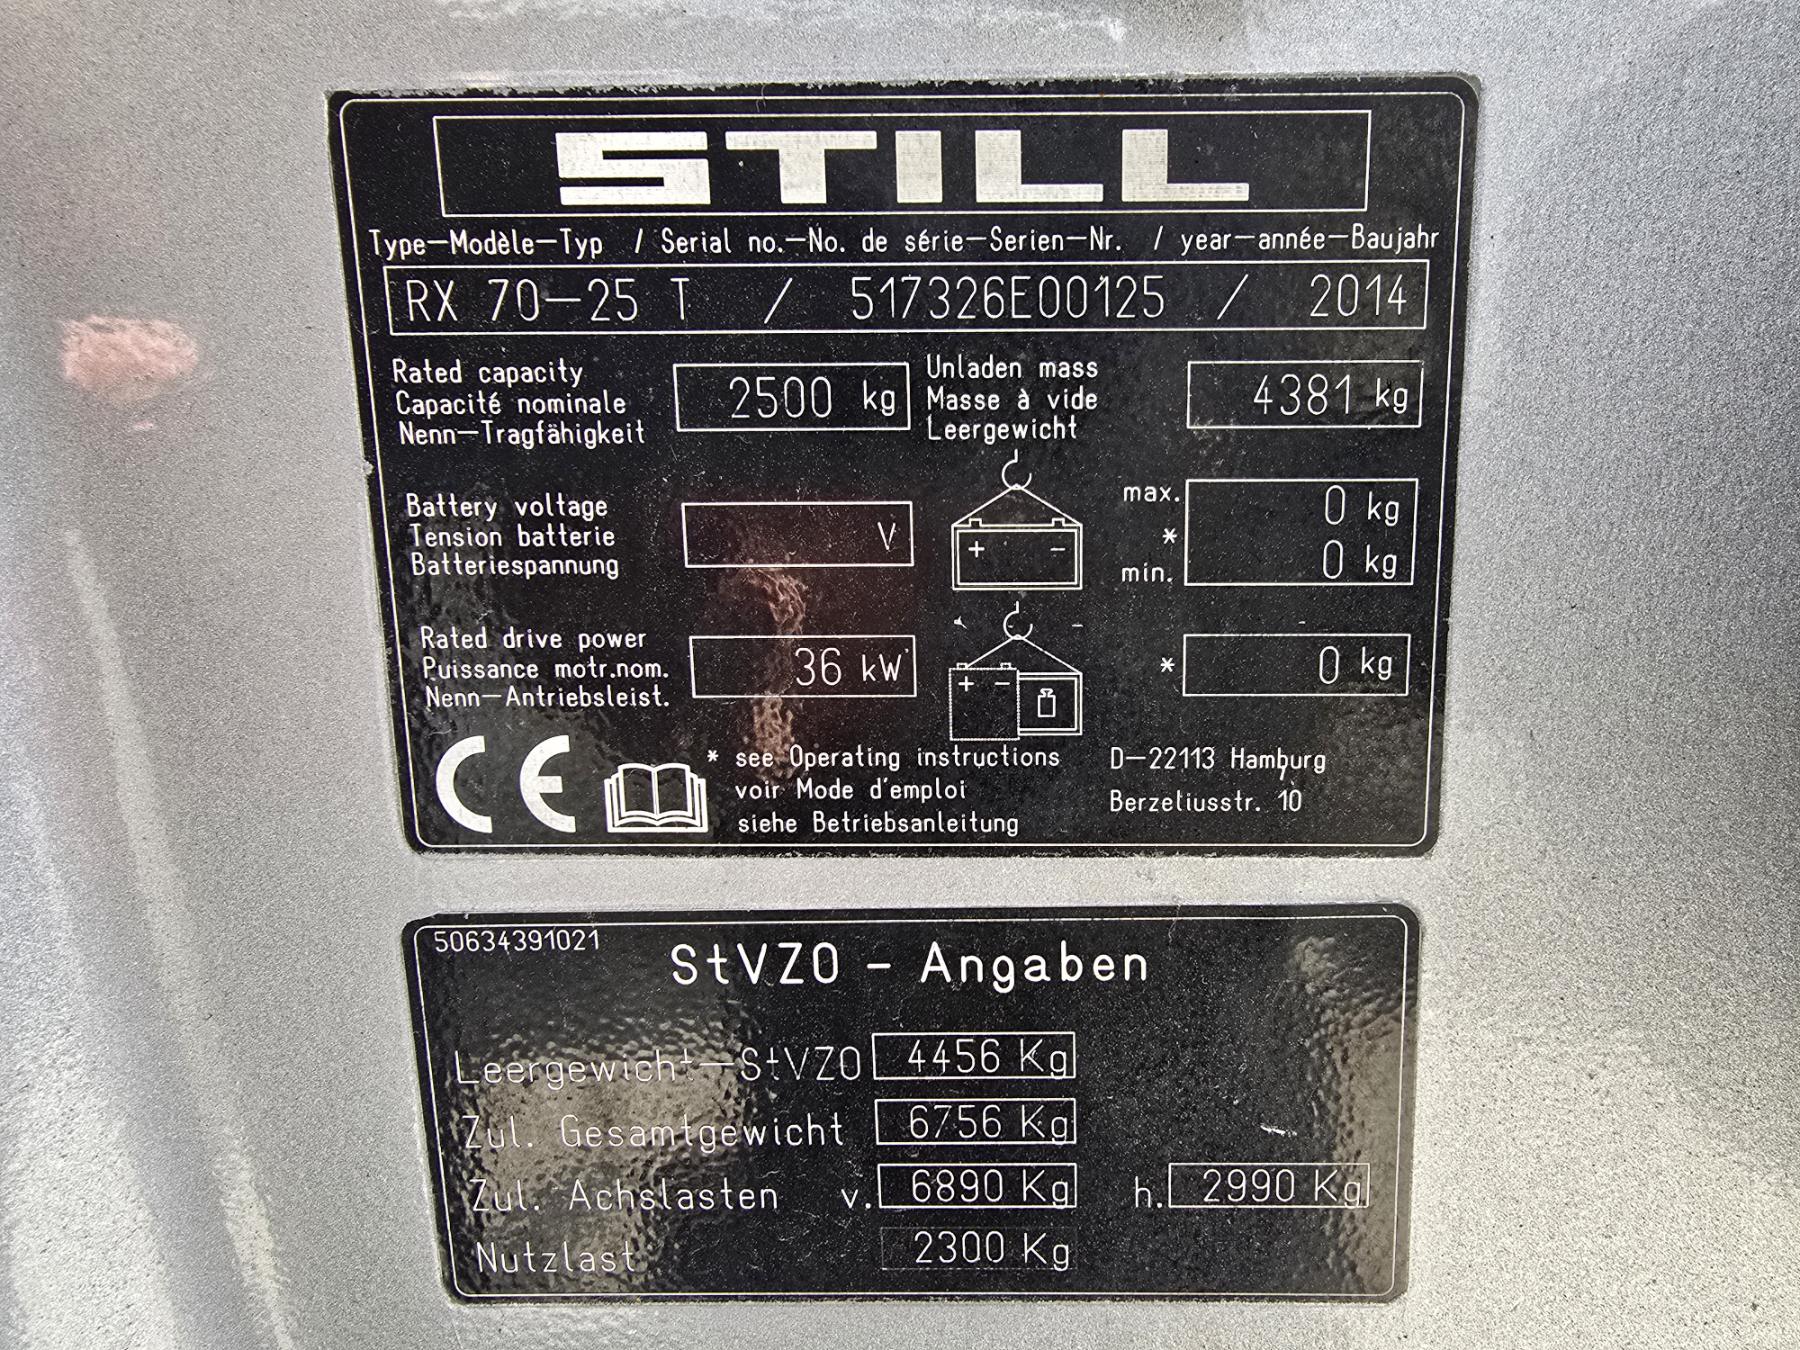 STILL
Type–Modèle–Typ / Serial no.–No. de série–Serien–Nr. / year–année–Baujahr
RX 70–25 T / 517326E00125 / 2014
Rated capacity
Capacité nominale
Nenn–Tragfähigkeit
2500 kg
Unladen mass
Masse à vide
Leergewicht
4381 kg
Battery voltage
Tension batterie
Batteriespannung
V
+ −
max. 0 kg
*
min. 0 kg
Rated drive power
Puissance motr.nom.
Nenn–Antriebsleist.
36 kW
+ −
* 0 kg
CE
* see Operating instructions
voir Mode d'emploi
siehe Betriebsanleitung
D–22113 Hamburg
Berzeliusstr. 10
50634391021
StVZO - Angaben
Leergewicht–StVZO 4456 Kg
Zul. Gesamtgewicht 6756 Kg
Zul. Achslasten v. 6890 Kg h. 2990 Kg
Nutzlast 2300 Kg